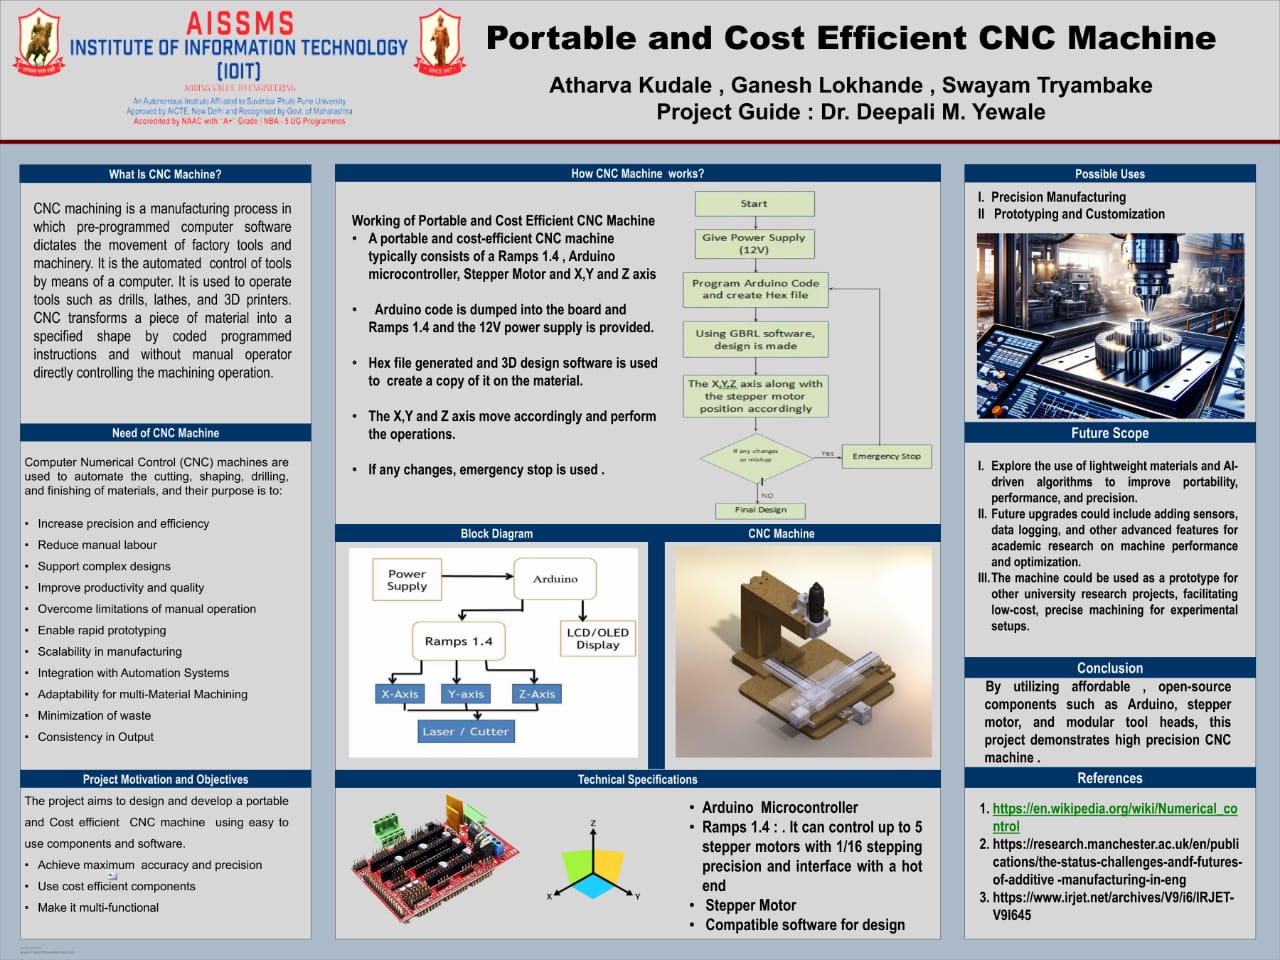 AISSMS
INSTITUTE OF INFORMATION TECHNOLOGY
(IOIT)
ADDING VALUE TO ENGINEERING
An Autonomous Institute Affiliated to Savitribai Phule Pune University
Approved by AICTE, New Delhi and Recognised by Govt. of Maharashtra
Accredited by NAAC with "A+" Grade | NBA - 5 UG Programmes
Portable and Cost Efficient CNC Machine
Atharva Kudale , Ganesh Lokhande , Swayam Tryambake
Project Guide : Dr. Deepali M. Yewale
What Is CNC Machine?
CNC machining is a manufacturing process in
which pre-programmed computer software
dictates the movement of factory tools and
machinery. It is the automated control of tools
by means of a computer. It is used to operate
tools such as drills, lathes, and 3D printers.
CNC transforms a piece of material into a
specified shape by coded programmed
instructions and without manual operator
directly controlling the machining operation.
Need of CNC Machine
Computer Numerical Control (CNC) machines are
used to automate the cutting, shaping, drilling,
and finishing of materials, and their purpose is to:
• Increase precision and efficiency
• Reduce manual labour
• Support complex designs
• Improve productivity and quality
• Overcome limitations of manual operation
• Enable rapid prototyping
• Scalability in manufacturing
• Integration with Automation Systems
• Adaptability for multi-Material Machining
• Minimization of waste
• Consistency in Output
Project Motivation and Objectives
The project aims to design and develop a portable
and Cost efficient CNC machine using easy to
use components and software.
• Achieve maximum accuracy and precision
• Use cost efficient components
• Make it multi-functional
How CNC Machine works?
Working of Portable and Cost Efficient CNC Machine
• A portable and cost-efficient CNC machine
typically consists of a Ramps 1.4 , Arduino
microcontroller, Stepper Motor and X,Y and Z axis
• Arduino code is dumped into the board and
Ramps 1.4 and the 12V power supply is provided.
• Hex file generated and 3D design software is used
to create a copy of it on the material.
• The X,Y and Z axis move accordingly and perform
the operations.
• If any changes, emergency stop is used .
Start
Give Power Supply
(12V)
Program Arduino Code
and create Hex file
Using GBRL software,
design is made
The X,Y,Z axis along with
the stepper motor
position accordingly
If any changes
or mishap
Yes
Emergency Stop
NO
Final Design
Block Diagram
Power
Supply
Arduino
Ramps 1.4
LCD/OLED
Display
X-Axis
Y-axis
Z-Axis
Laser / Cutter
CNC Machine
Technical Specifications
Z
X
Y
• Arduino Microcontroller
• Ramps 1.4 : . It can control up to 5
stepper motors with 1/16 stepping
precision and interface with a hot
end
• Stepper Motor
• Compatible software for design
Possible Uses
I. Precision Manufacturing
II Prototyping and Customization
Future Scope
I. Explore the use of lightweight materials and AI-
driven algorithms to improve portability,
performance, and precision.
II. Future upgrades could include adding sensors,
data logging, and other advanced features for
academic research on machine performance
and optimization.
III.The machine could be used as a prototype for
other university research projects, facilitating
low-cost, precise machining for experimental
setups.
Conclusion
By utilizing affordable , open-source
components such as Arduino, stepper
motor, and modular tool heads, this
project demonstrates high precision CNC
machine .
References
1. https://en.wikipedia.org/wiki/Numerical_co
ntrol
2. https://research.manchester.ac.uk/en/publi
cations/the-status-challenges-andf-futures-
of-additive -manufacturing-in-eng
3. https://www.irjet.net/archives/V9/i6/IRJET-
V9I645